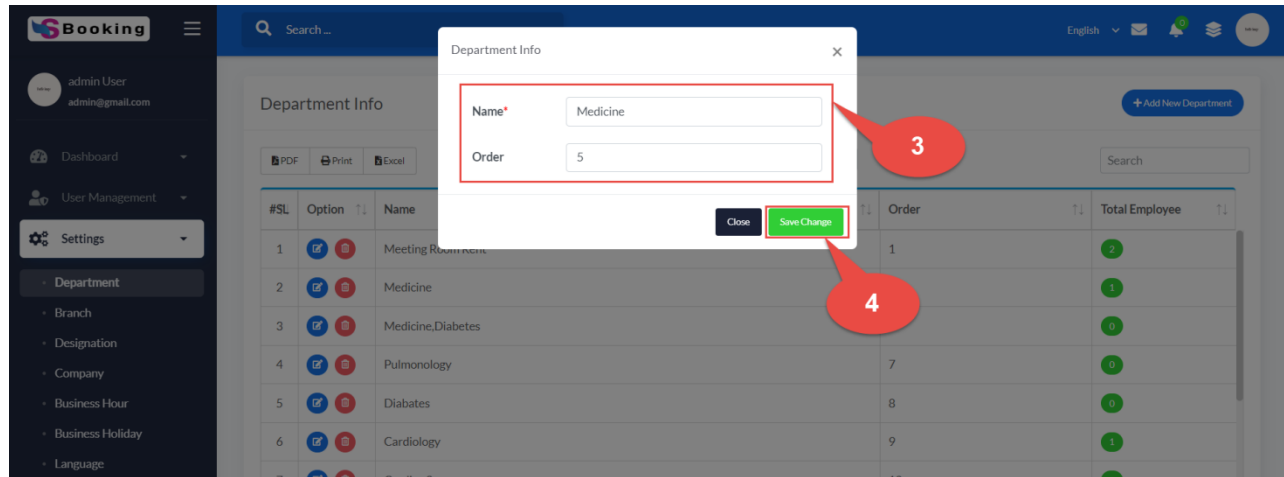 SBooking
Search ...
English
admin User
admin@gmail.com
Dashboard
User Management
Settings
Department
Branch
Designation
Company
Business Hour
Business Holiday
Language
Department Info
+ Add New Department
PDF Print Excel
Search
#SL Option Name Order Total Employee
1 Meeting Room Rent 1 2
2 Medicine 1
3 Medicine,Diabetes 0
4 Pulmonology 7 0
5 Diabates 8 0
6 Cardiology 9 1
Department Info ×
Name* Medicine
Order 5
Close Save Change
3
4